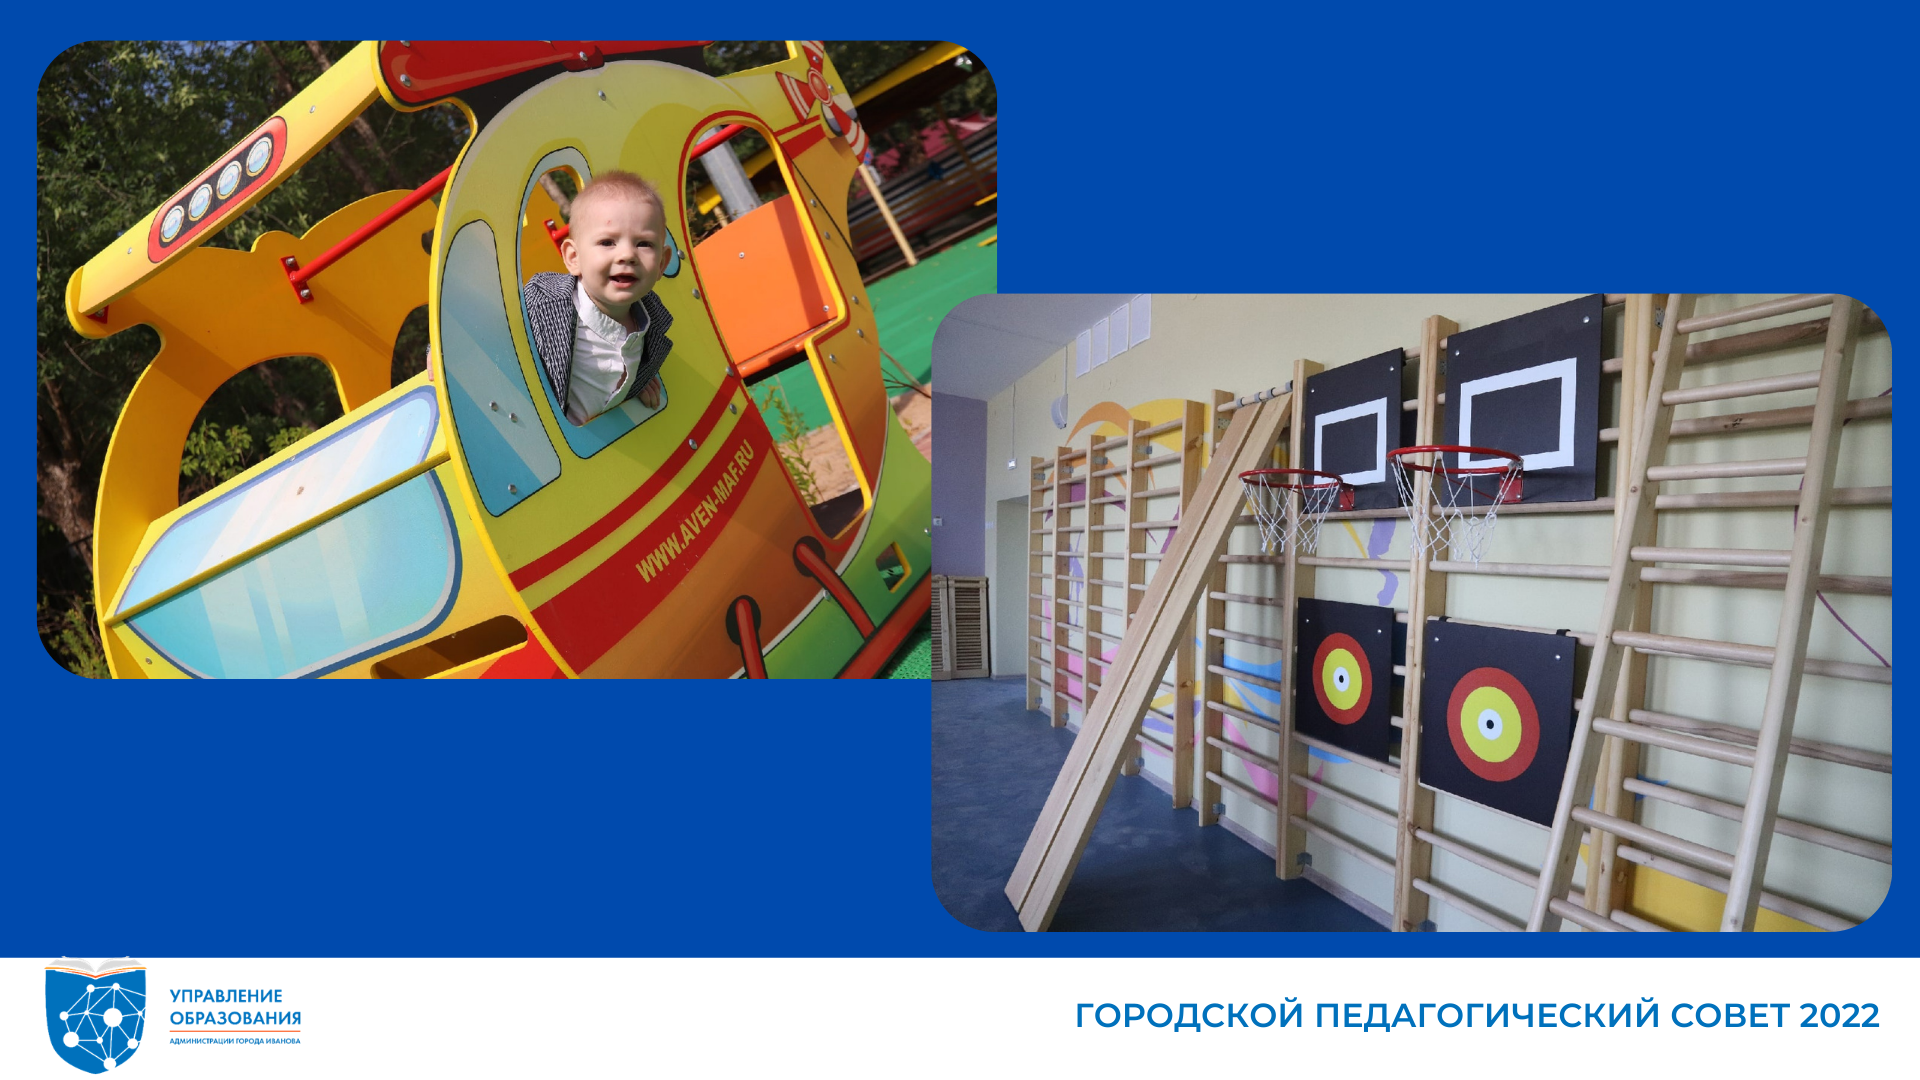 WWW.AVEN-MAF.RU
УПРАВЛЕНИЕ
ОБРАЗОВАНИЯ
АДМИНИСТРАЦИИ ГОРОДА ИВАНОВА
ГОРОДСКОЙ ПЕДАГОГИЧЕСКИЙ СОВЕТ 2022